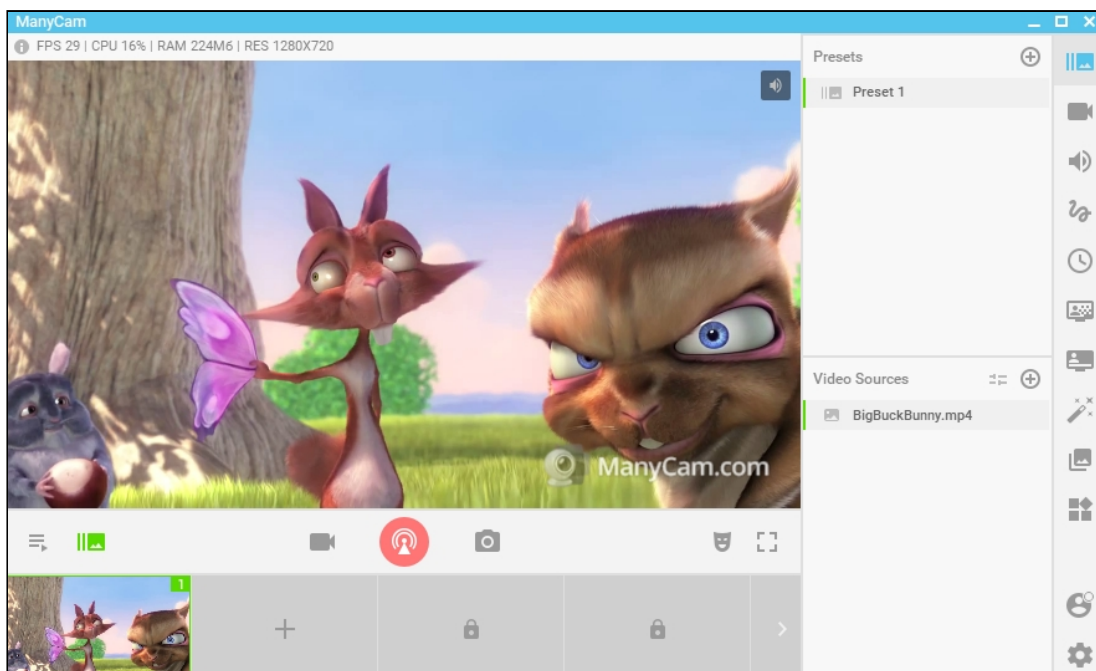 ManyCam
FPS 29 | CPU 16% | RAM 224M6 | RES 1280X720
Presets
Preset 1
Video Sources
BigBuckBunny.mp4
ManyCam.com
1